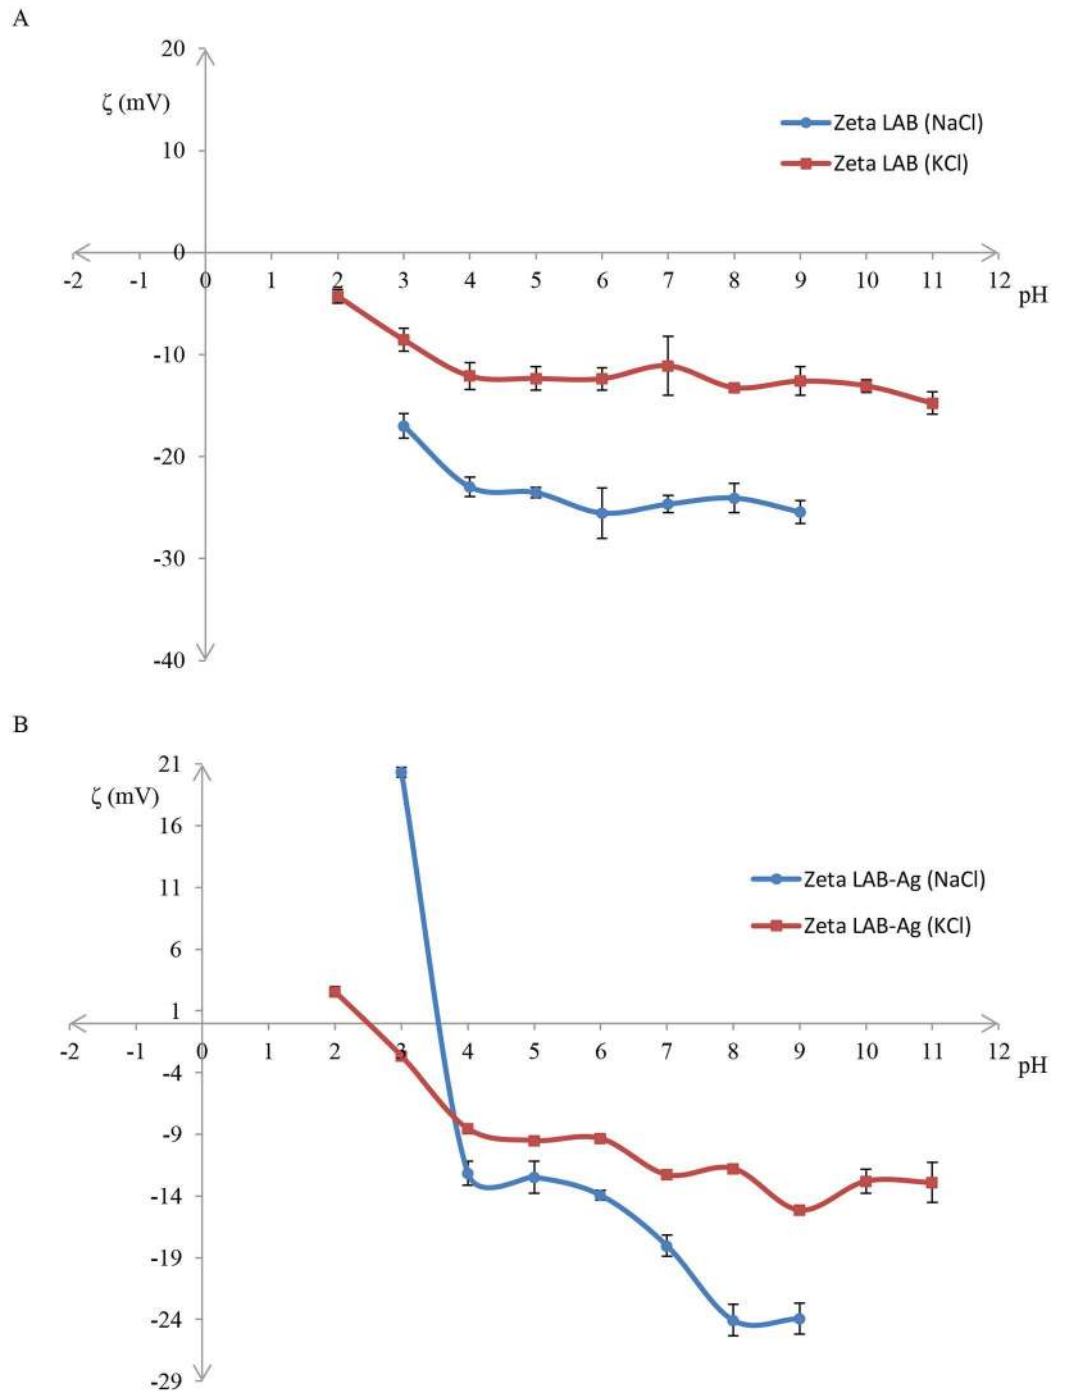 A
20
ζ (mV)
Zeta LAB (NaCl)
10
Zeta LAB (KCl)
0
-2 -1 0 1 2 3 4 5 6 7 8 9 10 11 12
pH
-10
-20
-30
-40
B
21
ζ (mV)
16
11
Zeta LAB-Ag (NaCl)
6
Zeta LAB-Ag (KCl)
1
-2 -1 0 1 2 3 4 5 6 7 8 9 10 11 12
pH
-4
-9
-14
-19
-24
-29